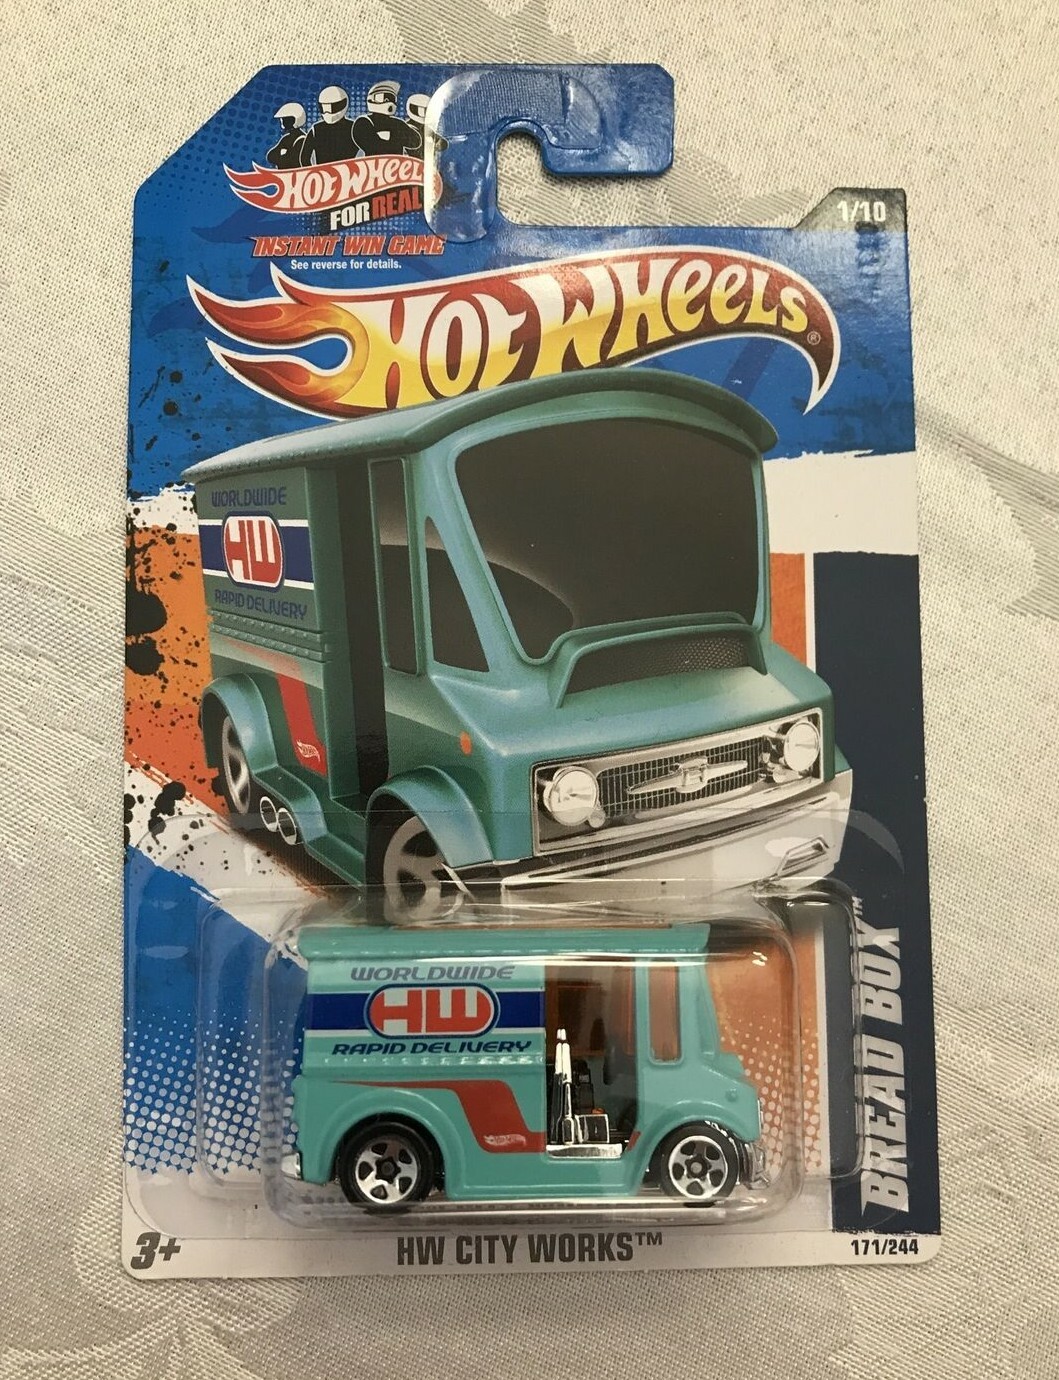 HOT WHEELS
FOR REAL
INSTANT WIN GAME
See reverse for details.
1/10
HOT WHEELS®
WORLDWIDE
HW
RAPID DELIVERY
WORLDWIDE
HW
RAPID DELIVERY
BREAD BOX™
3+
HW CITY WORKS™
171/244